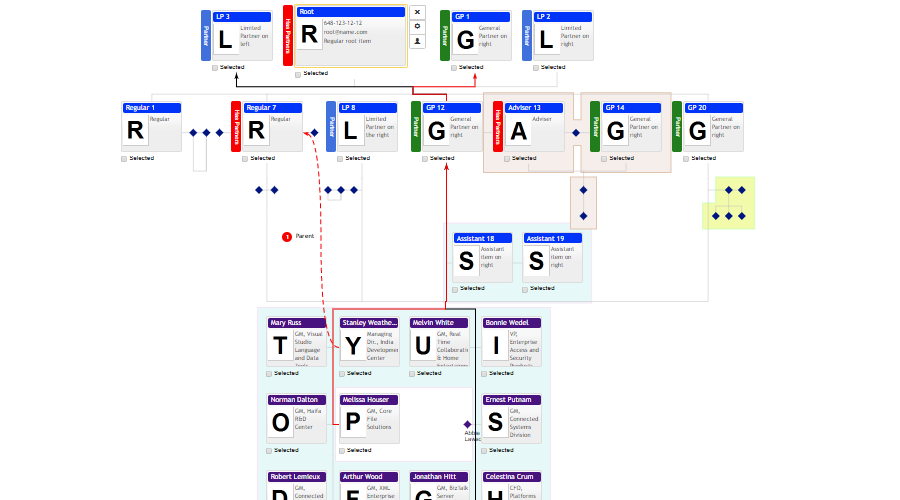 LP 3
Partner
L
Limited
Partner on
left
Selected
Root
Has Partners
R
648-123-12-12
root@name.com
Regular root item
Selected
GP 1
Partner
G
General
Partner on
right
Selected
LP 2
Partner
L
Limited
Partner on
right
Selected
Regular 1
R
Regular
Selected
Regular 7
Has Partners
R
Regular
Selected
LP 8
Partner
L
Limited
Partner on
the right
Selected
GP 12
Partner
G
General
Partner on
right
Selected
Adviser 13
Has Partners
A
Adviser
Selected
GP 14
Partner
G
General
Partner on
right
Selected
GP 20
Partner
G
General
Partner on
right
Selected
1 Parent
Assistant 18
S
Assistant
item on
right
Selected
Assistant 19
S
Assistant
item on
right
Selected
Mary Russ
T
GM, Visual
Studio
Language
and Data
Tools
Selected
Stanley Weathe...
Y
Managing
Dir., India
Developmen
Center
Selected
Melvin White
U
GM, Real
Time
Collaboratio
& Home
Entertainmen
Selected
Bonnie Wedel
I
VP,
Enterprise
Access and
Security
Products
Selected
Norman Dalton
O
GM, Haifa
R&D
Center
Selected
Melissa Houser
P
GM, Core
File
Solutions
Selected
Abbie
Lawec
Ernest Putnam
S
GM,
Connected
Systems
Division
Selected
Robert Lemieux
D
GM,
Connected
Arthur Wood
F
GM, XML
Enterprise
Jonathan Hitt
G
GM, BizTalk
Server
Celestina Crum
H
CFO,
Platforms